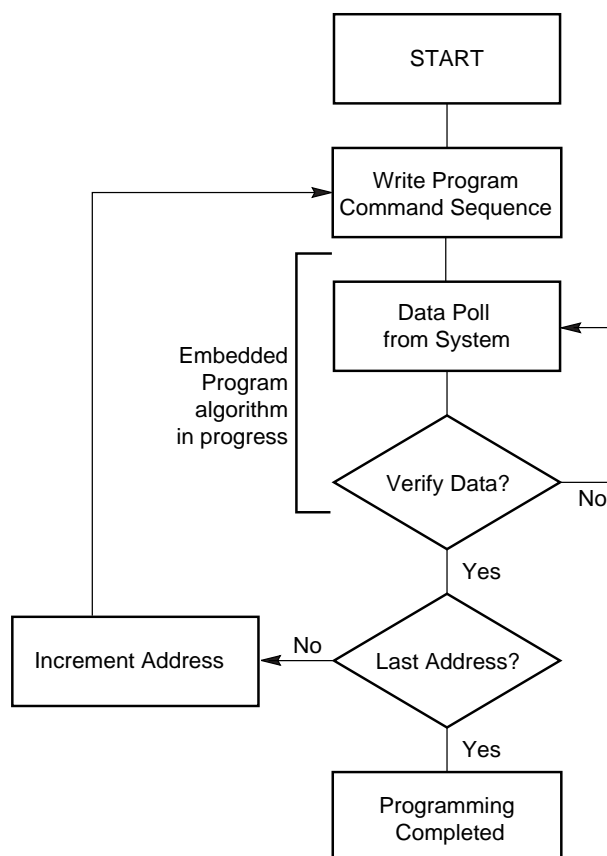 START
Write Program
Command Sequence
Data Poll
from System
Embedded
Program
algorithm
in progress
Verify Data?
No
Yes
Increment Address
No
Last Address?
Yes
Programming
Completed